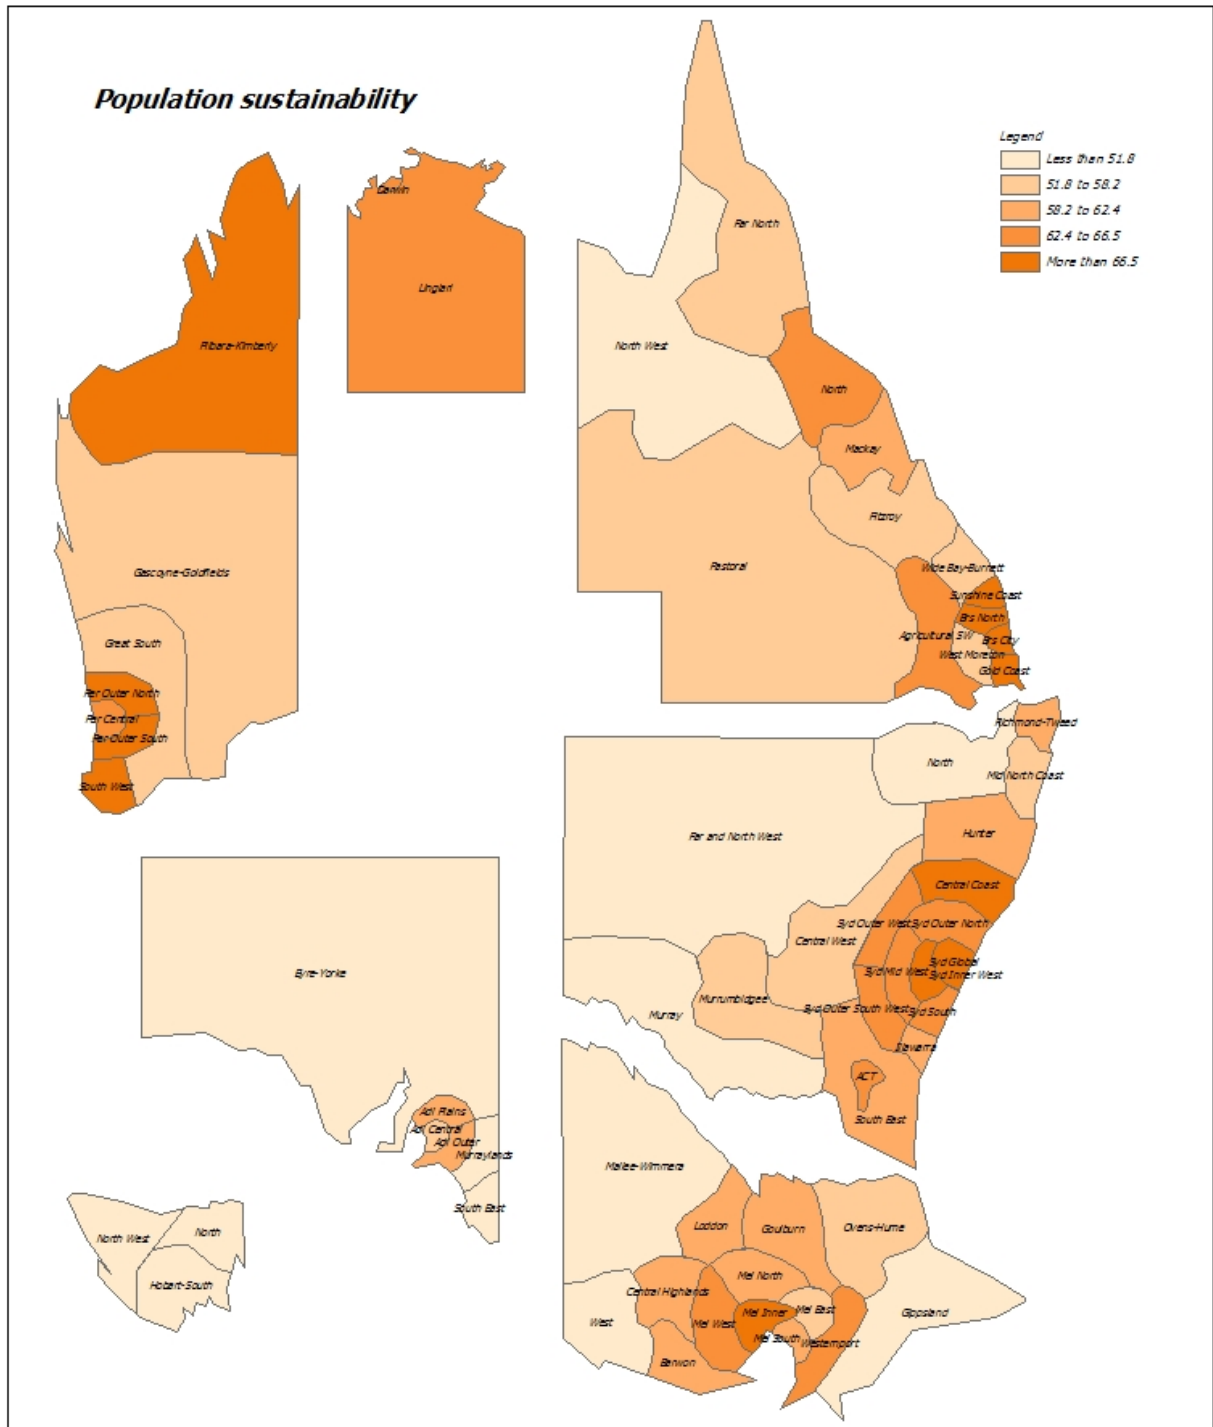 Population sustainability
Legend
Less than 51.8
51.8 to 58.2
58.2 to 62.4
62.4 to 66.5
More than 66.5
Darwin
Lingiari
Pilbara-Kimberly
Gascoyne-Goldfields
Great South
Per Outer North
Per Central
Per Outer South
South West
Far North
North West
North
Mackay
Fitzroy
Pastoral
Wide Bay-Burnett
Sunshine Coast
Brs North
Agricultural SW
Brs City
West Moreton
Gold Coast
Richmond-Tweed
North
Mid North Coast
Far and North West
Hunter
Central Coast
Syd Outer West
Syd Outer North
Central West
Syd Global
Syd Mid West
Syd Inner West
Murrumbidgee
Syd Outer South West
Syd South
Murray
Illawarra
ACT
South East
Eyre-Yorke
Adl Plains
Adl Central
Adl Outer
Murraylands
South East
North West
North
Hobart-South
Mallee-Wimmera
Loddon
Goulburn
Ovens-Hume
Mel North
Central Highlands
Mel Inner
Mel East
Gippsland
West
Mel West
Mel South
Westernport
Barwon